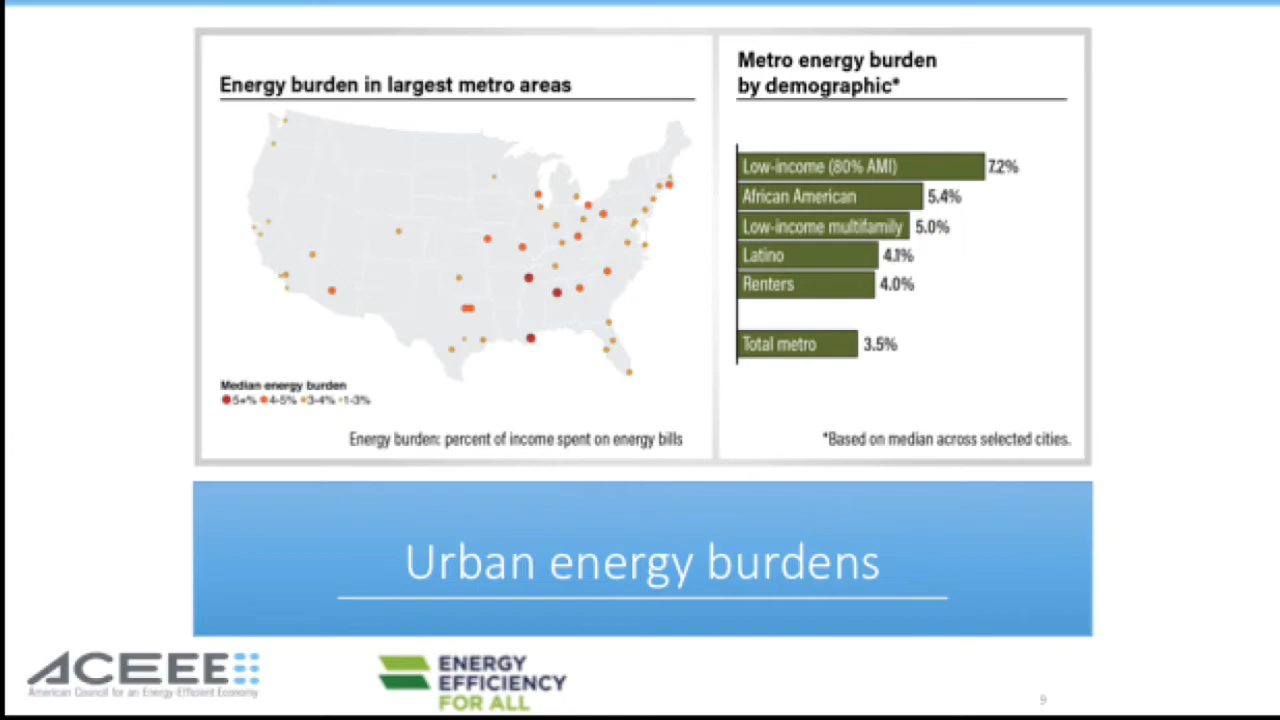 Energy burden in largest metro areas
Median energy burden
5+% 4-5% 3-4% 1-3%
Energy burden: percent of income spent on energy bills
Metro energy burden
by demographic*
Low-income (80% AMI) 7.2%
African American 5.4%
Low-income multifamily 5.0%
Latino 4.1%
Renters 4.0%
Total metro 3.5%
*Based on median across selected cities.
Urban energy burdens
ACEEE
American Council for an Energy-Efficient Economy
ENERGY
EFFICIENCY
FOR ALL
9